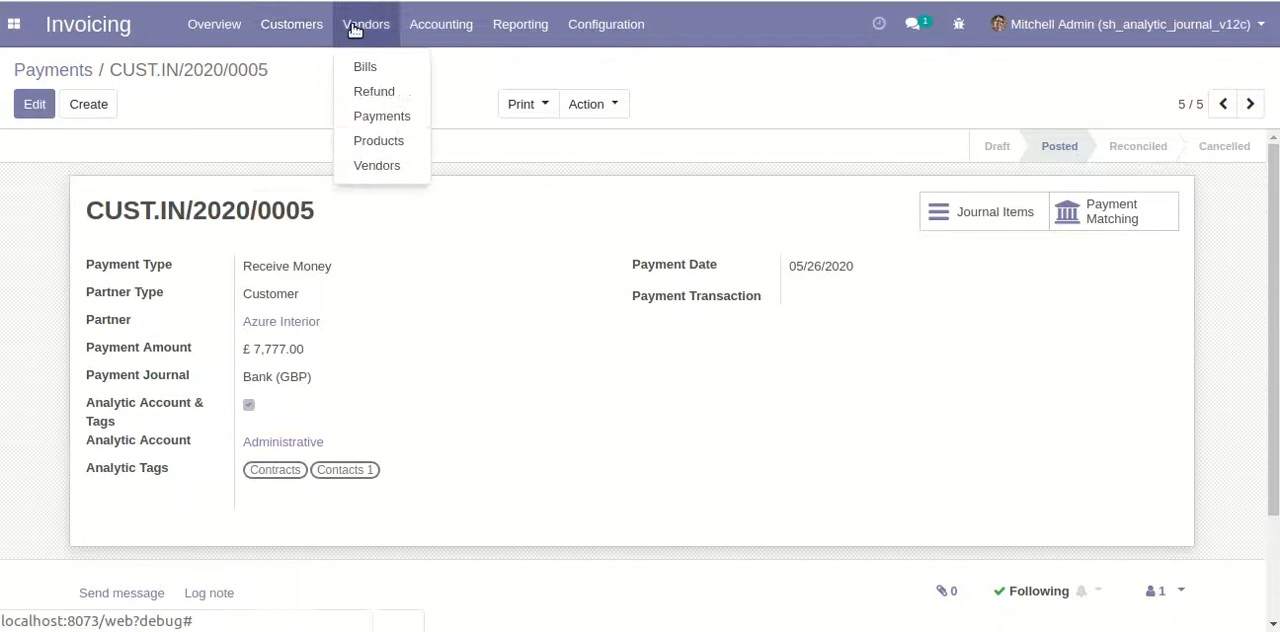 Invoicing Overview Customers Vendors Accounting Reporting Configuration 1 Mitchell Admin (sh_analytic_journal_v12c)
Payments / CUST.IN/2020/0005
Bills
Refund
Payments
Products
Vendors
Edit Create Print Action 5 / 5
Draft Posted Reconciled Cancelled
CUST.IN/2020/0005
Journal Items
Payment
Matching
Payment Type Receive Money
Partner Type Customer
Partner Azure Interior
Payment Amount £ 7,777.00
Payment Journal Bank (GBP)
Analytic Account &
Tags
Analytic Account Administrative
Analytic Tags Contracts Contacts 1
Payment Date 05/26/2020
Payment Transaction
Send message Log note 0 Following 1
localhost:8073/web?debug#